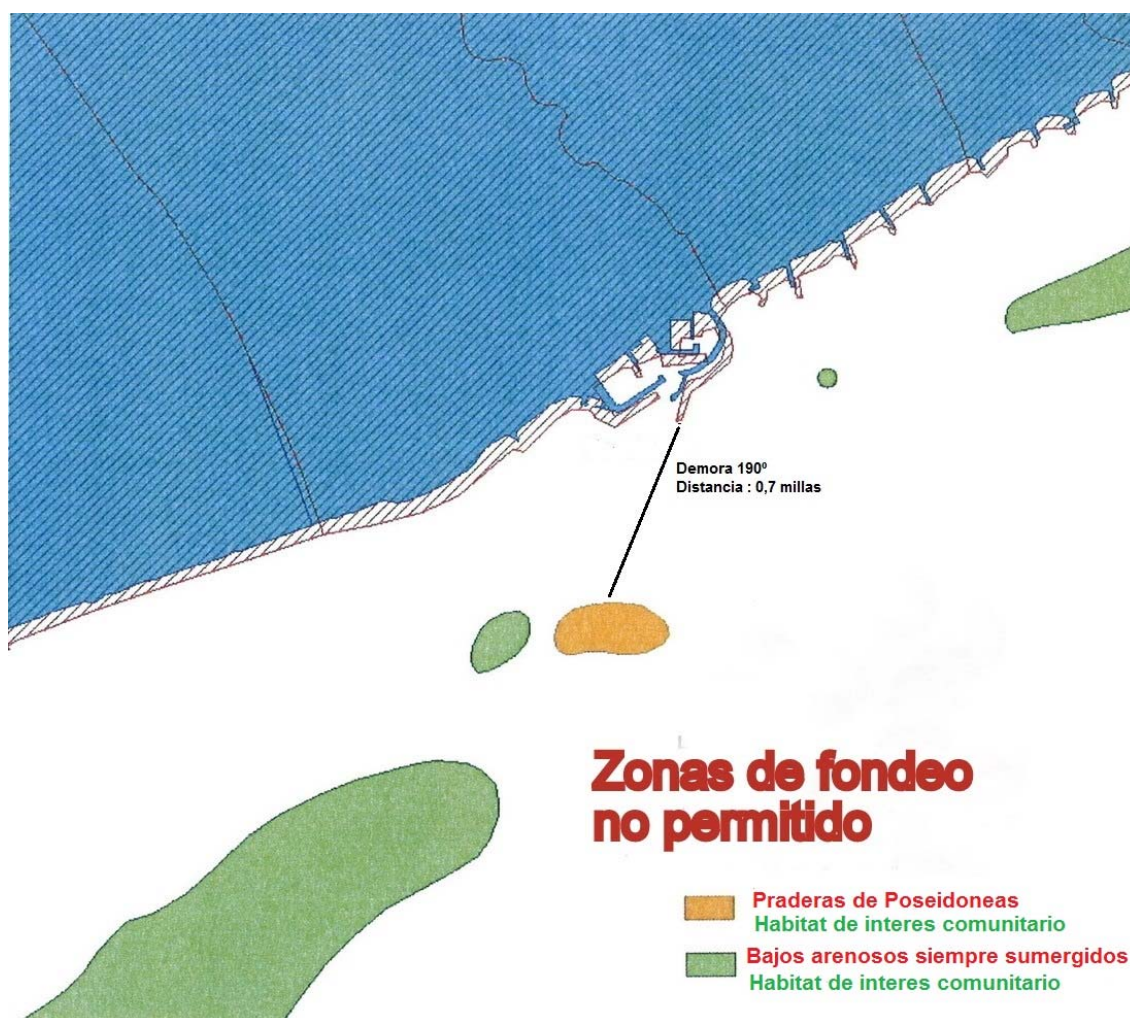 Demora 190º
Distancia : 0,7 millas
Zonas de fondeo
no permitido
Praderas de Poseidoneas
Habitat de interes comunitario
Bajos arenosos siempre sumergidos
Habitat de interes comunitario